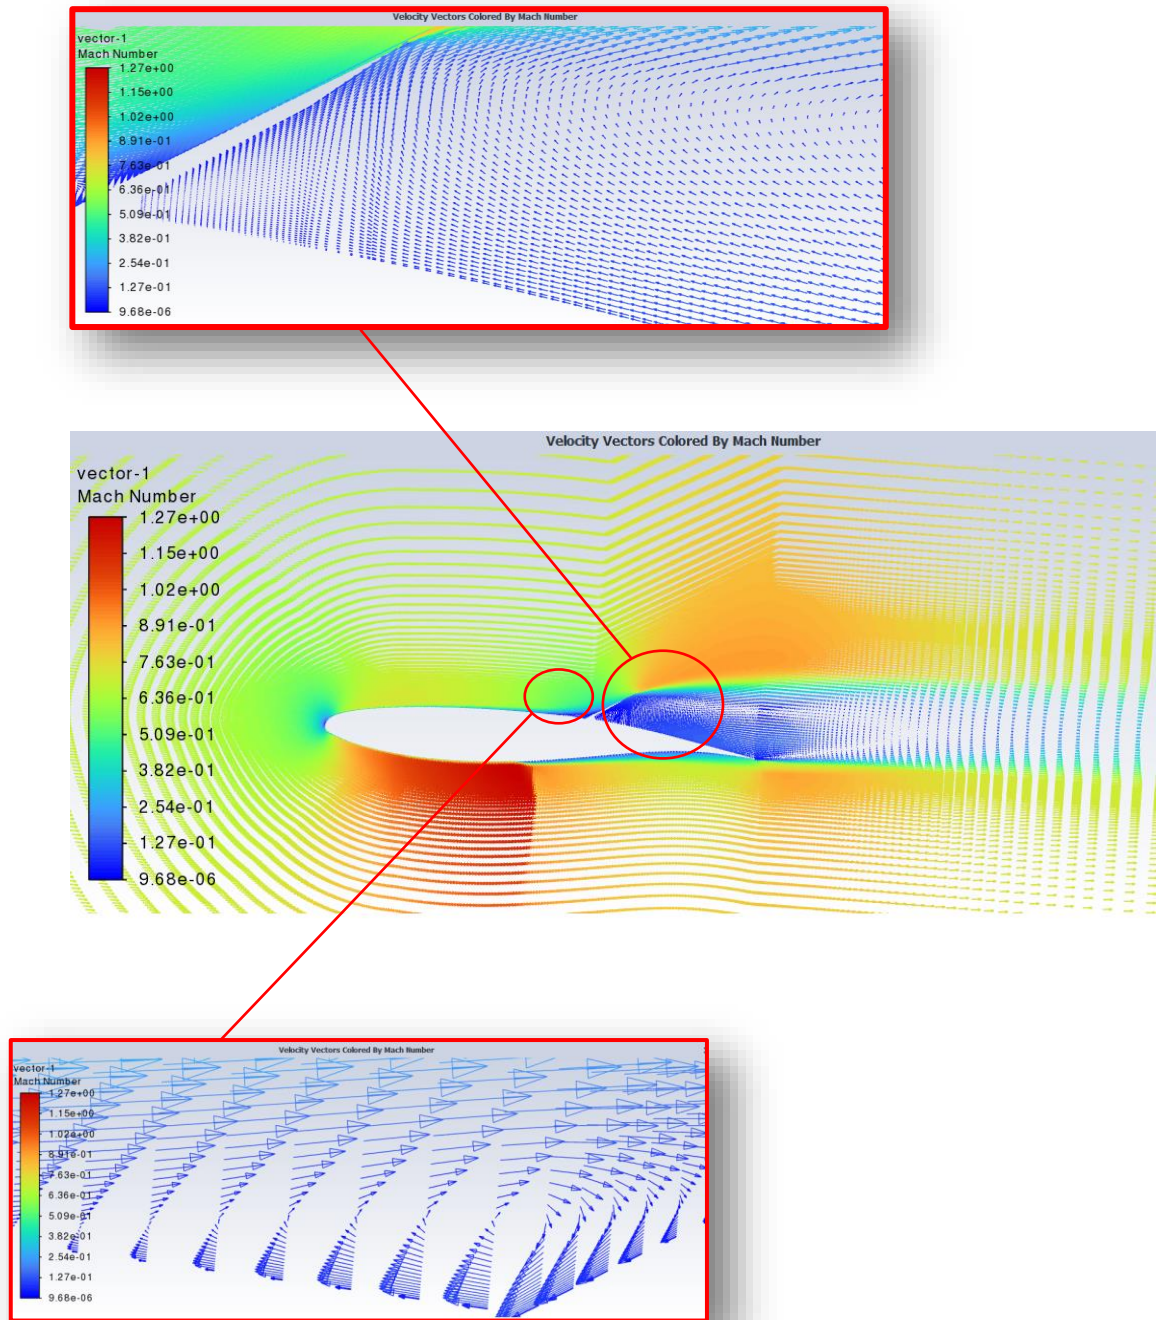 Velocity Vectors Colored By Mach Number
vector-1
Mach Number
1.27e+00
1.15e+00
1.02e+00
8.91e-01
7.63e-01
6.36e-01
5.09e-01
3.82e-01
2.54e-01
1.27e-01
9.68e-06
Velocity Vectors Colored By Mach Number
vector-1
Mach Number
1.27e+00
1.15e+00
1.02e+00
8.91e-01
7.63e-01
6.36e-01
5.09e-01
3.82e-01
2.54e-01
1.27e-01
9.68e-06
Velocity Vectors Colored By Mach Number
vector-1
Mach Number
1.27e+00
1.15e+00
1.02e+00
8.91e-01
7.63e-01
6.36e-01
5.09e-01
3.82e-01
2.54e-01
1.27e-01
9.68e-06